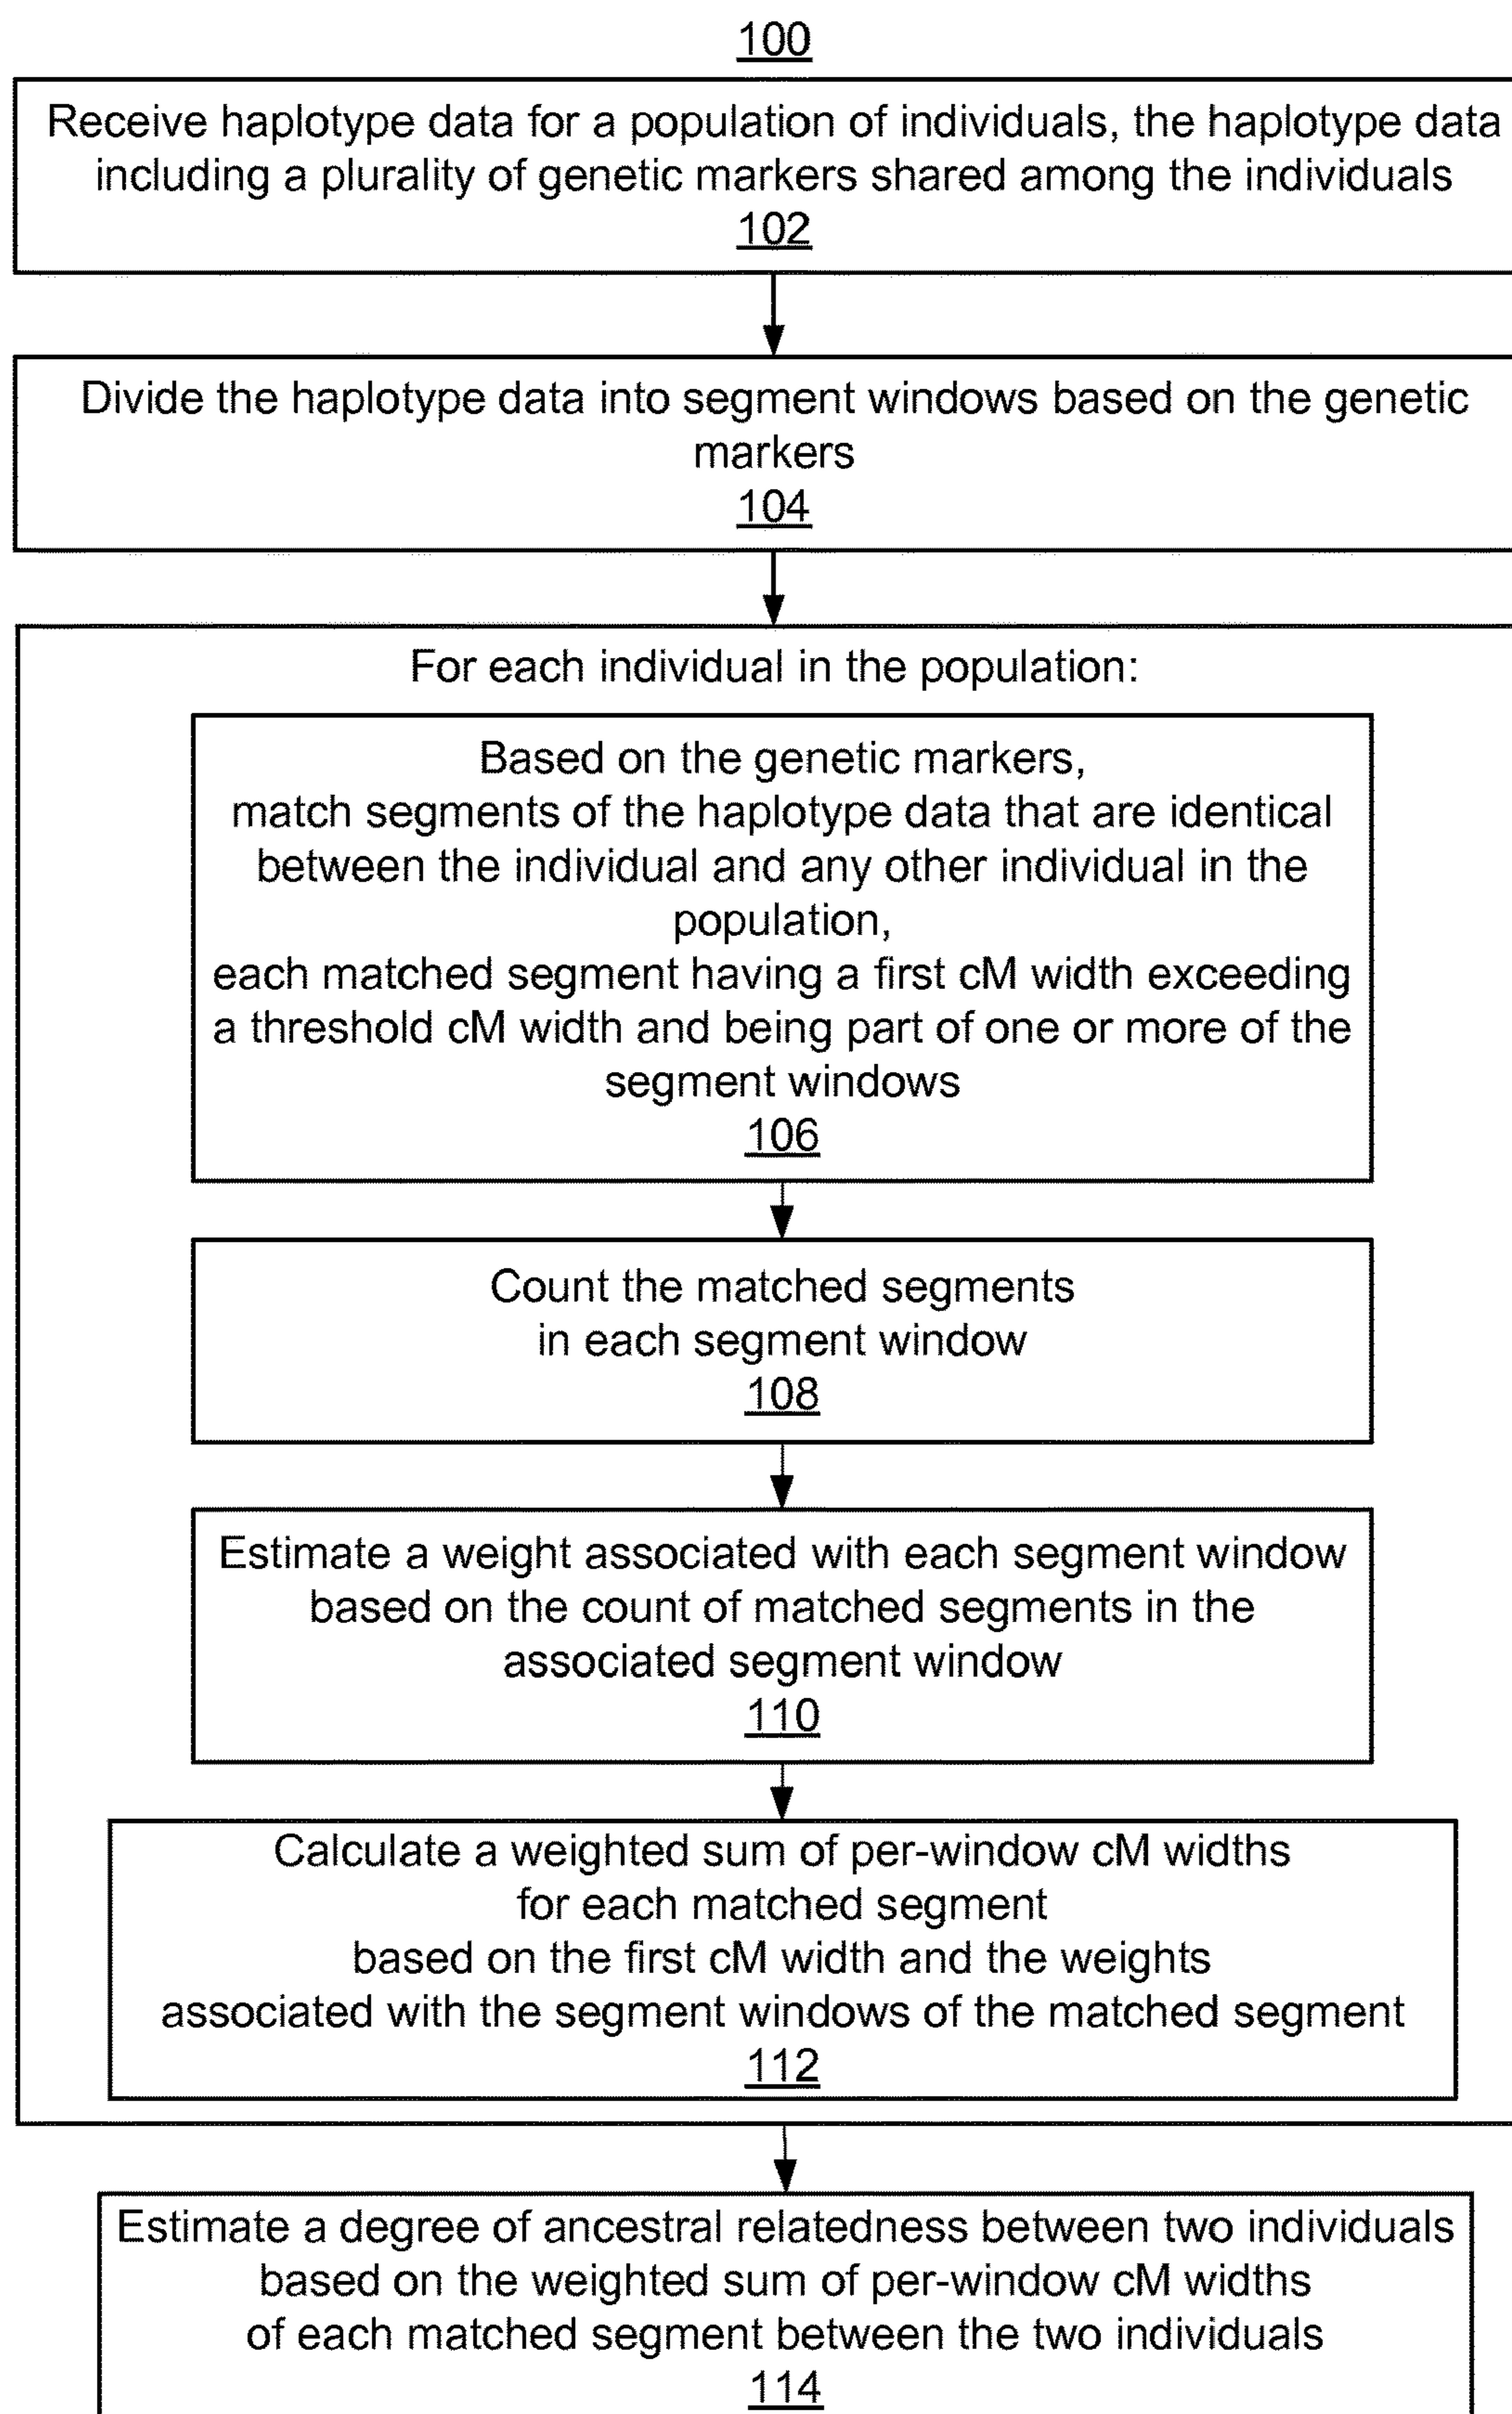 100
Receive haplotype data for a population of individuals, the haplotype data
including a plurality of genetic markers shared among the individuals
102
Divide the haplotype data into segment windows based on the genetic
markers
104
For each individual in the population:
Based on the genetic markers,
match segments of the haplotype data that are identical
between the individual and any other individual in the
population,
each matched segment having a first cM width exceeding
a threshold cM width and being part of one or more of the
segment windows
106
Count the matched segments
in each segment window
108
Estimate a weight associated with each segment window
based on the count of matched segments in the
associated segment window
110
Calculate a weighted sum of per-window cM widths
for each matched segment
based on the first cM width and the weights
associated with the segment windows of the matched segment
112
Estimate a degree of ancestral relatedness between two individuals
based on the weighted sum of per-window cM widths
of each matched segment between the two individuals
114